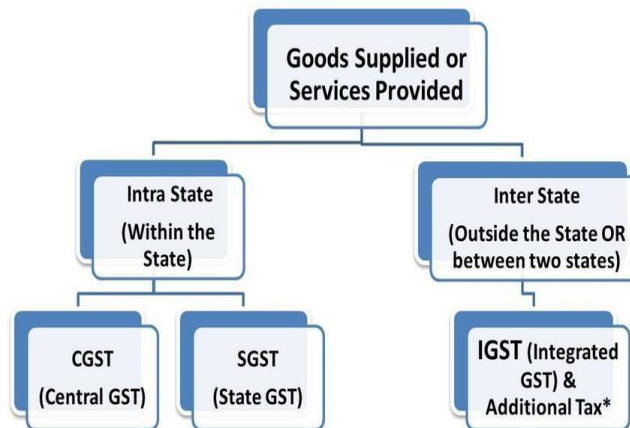 Goods Supplied or
Services Provided
Intra State
(Within the
State)
Inter State
(Outside the State OR
between two states)
CGST
(Central GST)
SGST
(State GST)
IGST (Integrated
GST) &
Additional Tax*